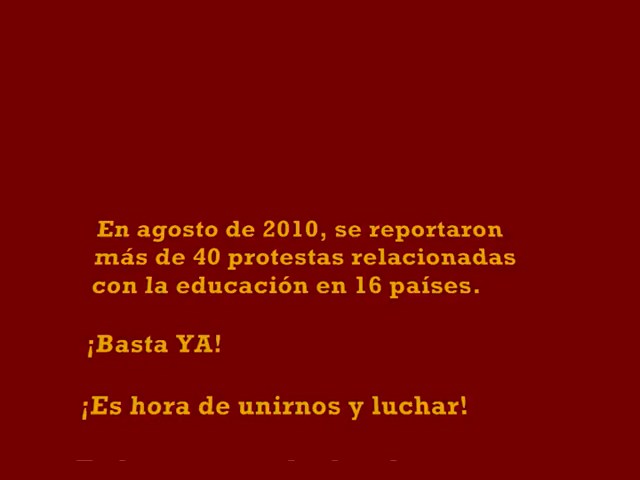 En agosto de 2010, se reportaron
más de 40 protestas relacionadas
con la educación en 16 países.
¡Basta YA!
¡Es hora de unirnos y luchar!